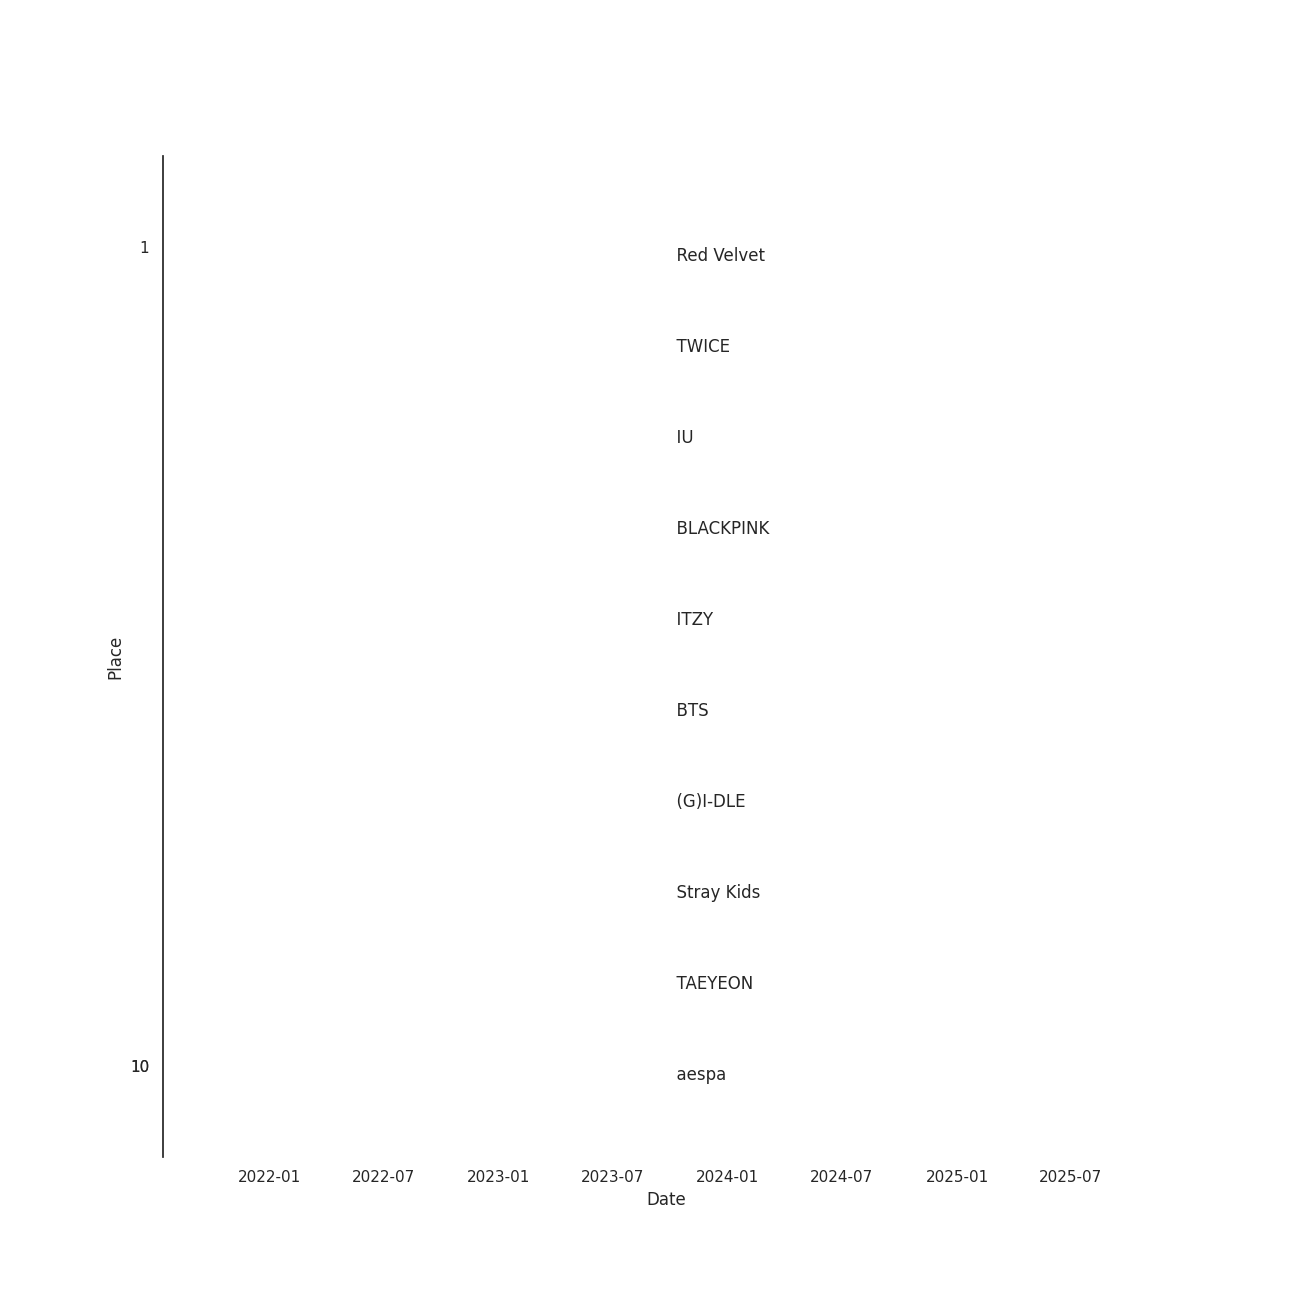 1
Red Velvet
TWICE
IU
BLACKPINK
ITZY
Place
BTS
(G)I-DLE
Stray Kids
TAEYEON
10
aespa
2022-01 2022-07 2023-01 2023-07 2024-01 2024-07 2025-01 2025-07
Date